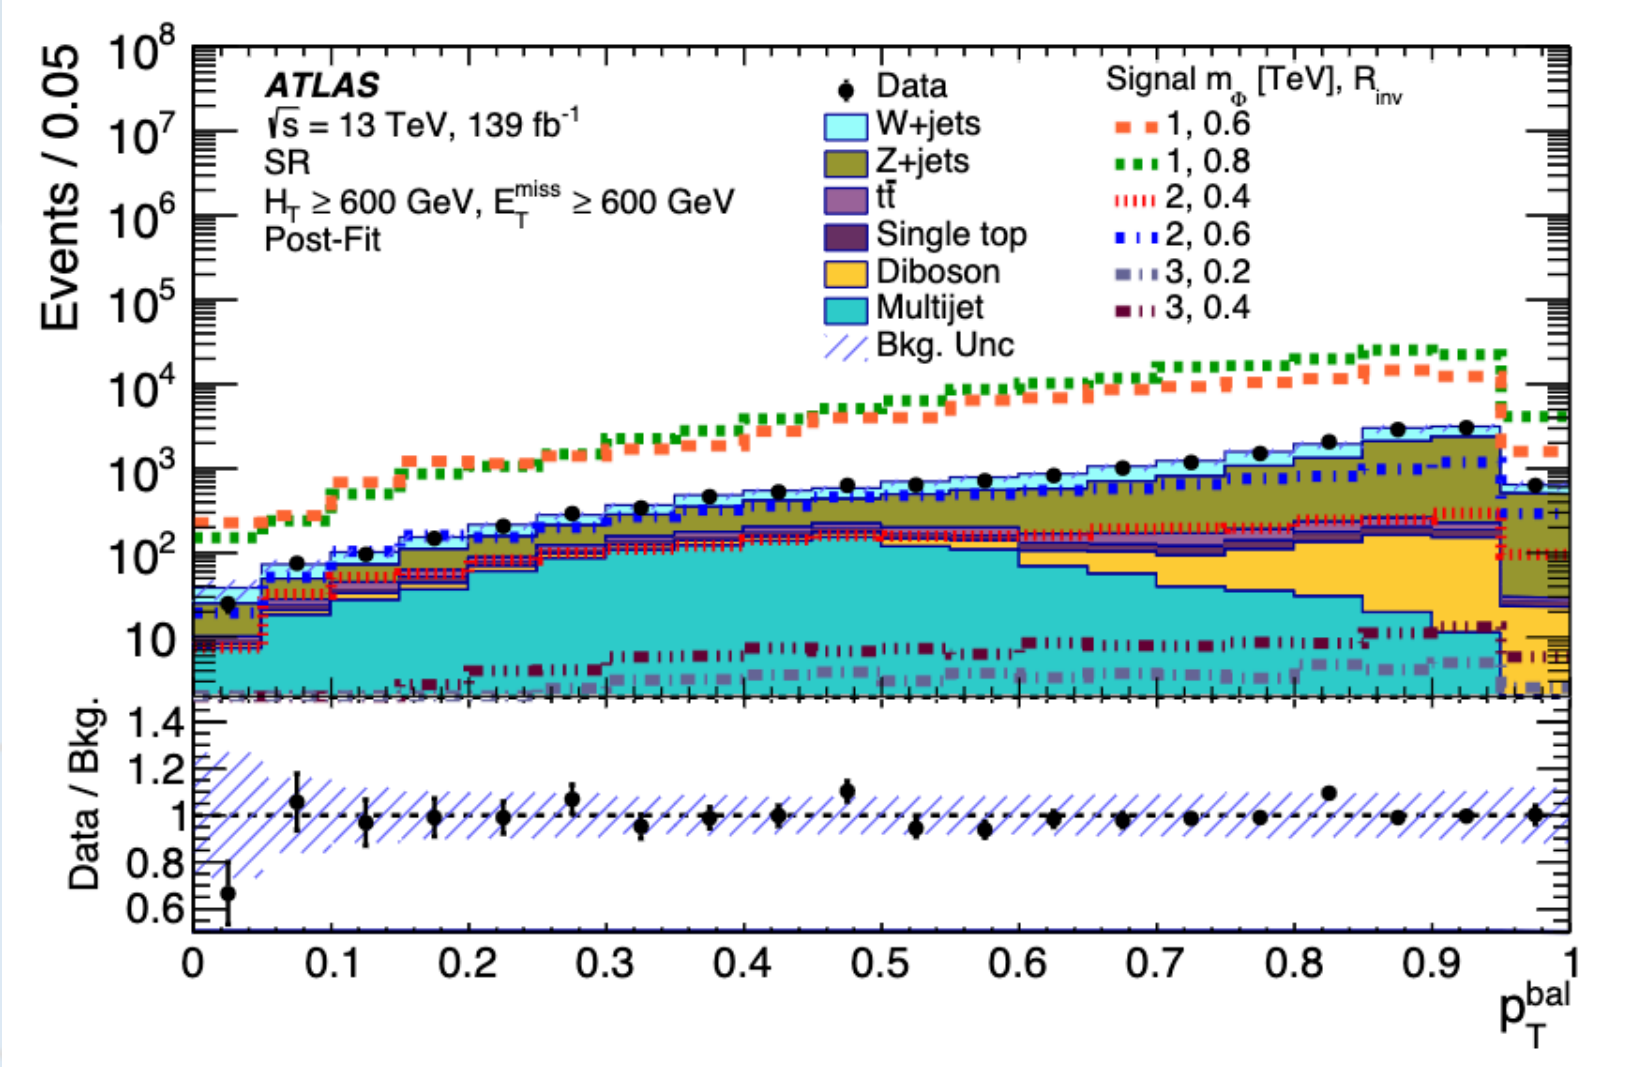 Events / 0.05
10⁸
10⁷
10⁶
10⁵
10⁴
10³
10²
10
ATLAS
√s = 13 TeV, 139 fb⁻¹
SR
H_T ≥ 600 GeV, E_T^miss ≥ 600 GeV
Post-Fit
Data
W+jets
Z+jets
tt̄
Single top
Diboson
Multijet
Bkg. Unc
Signal m_Φ [TeV], R_inv
1, 0.6
1, 0.8
2, 0.4
2, 0.6
3, 0.2
3, 0.4
Data / Bkg.
1.4
1.2
1
0.8
0.6
0 0.1 0.2 0.3 0.4 0.5 0.6 0.7 0.8 0.9 1
p_T^bal